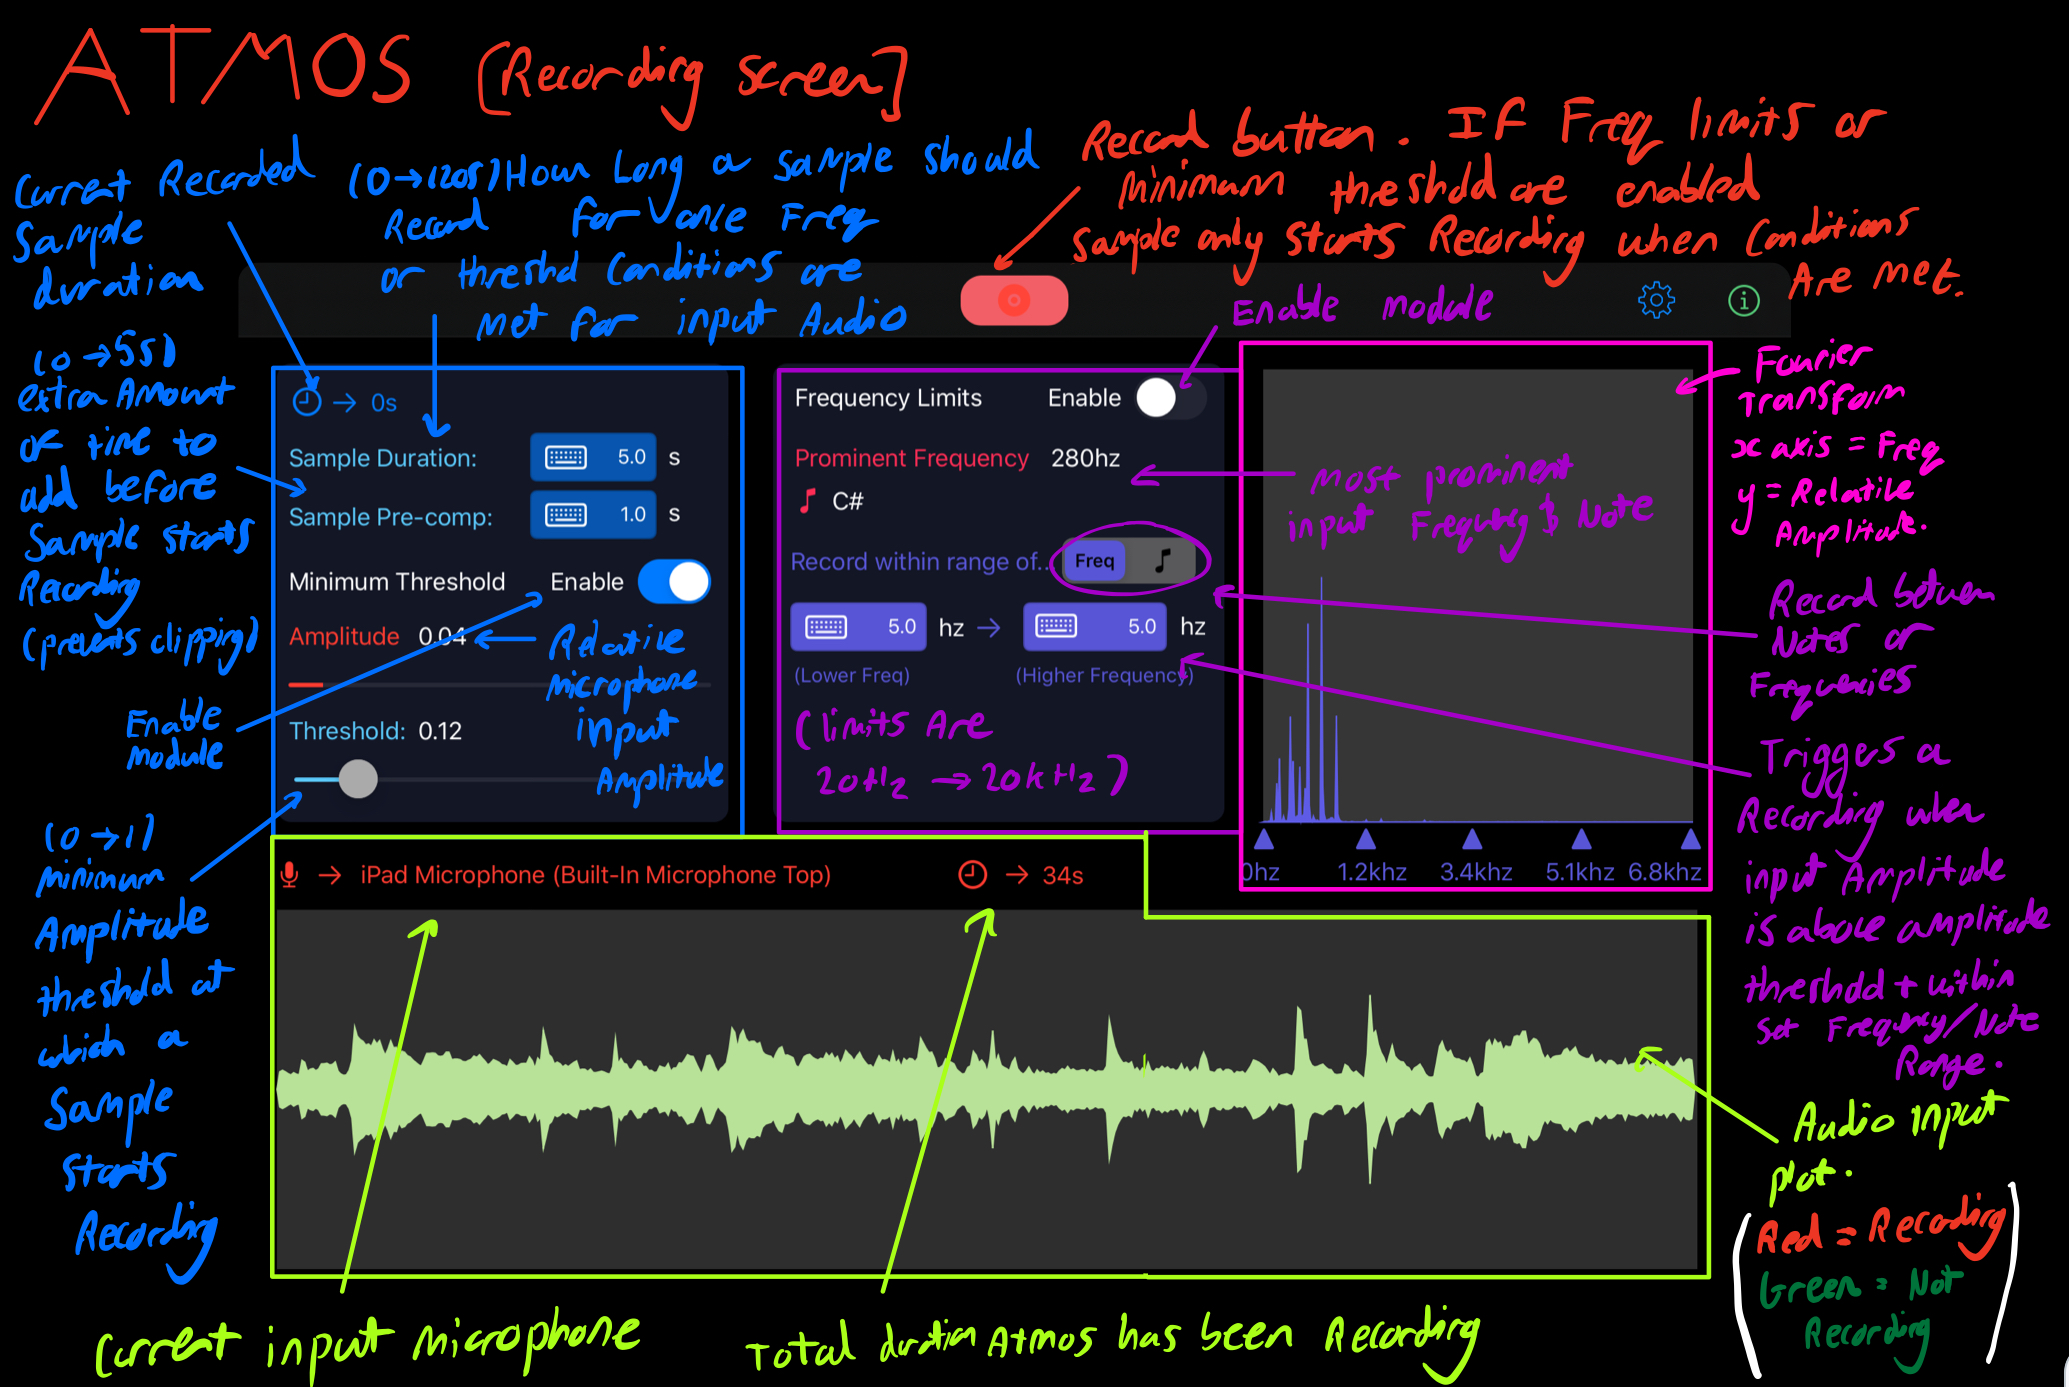 ATMOS [Recording screen]
Current Recorded
Sample
duration
(0→120s) How Long a sample should
Record for once Freq
or threshold Conditions are
met for input Audio
Record button. If Freq limits or
minimum threshold are enabled
Sample only starts Recording when Conditions
Are met.
(0→5s)
extra Amount
of time to
add before
Sample starts
Recording
(prevents clipping)
Enable
module
(0→1)
minimum
Amplitude
threshold at
which a
Sample
starts
Recording
→ 0s
Sample Duration: 5.0 s
Sample Pre-comp: 1.0 s
Minimum Threshold Enable
Amplitude 0.04
Threshold: 0.12
Relative
microphone
input
Amplitude
Enable module
Frequency Limits Enable
Prominent Frequency 280hz
C#
Record within range of.. Freq
5.0 hz → 5.0 hz
(Lower Freq) (Higher Frequency)
(limits Are
20Hz → 20kHz)
most prominent
input Frequency & Note
0hz 1.2khz 3.4khz 5.1khz 6.8khz
Fourier
Transform
x axis = Freq
y = Relative
Amplitude.
Record between
Notes or
Frequencies
Triggers a
Recording when
input Amplitude
is above amplitude
threshold + within
set Frequency/Note
Range.
→ iPad Microphone (Built-In Microphone Top) → 34s
Audio input
plot.
(Red = Recording
Green = Not
Recording)
Current input microphone
Total duration Atmos has been Recording